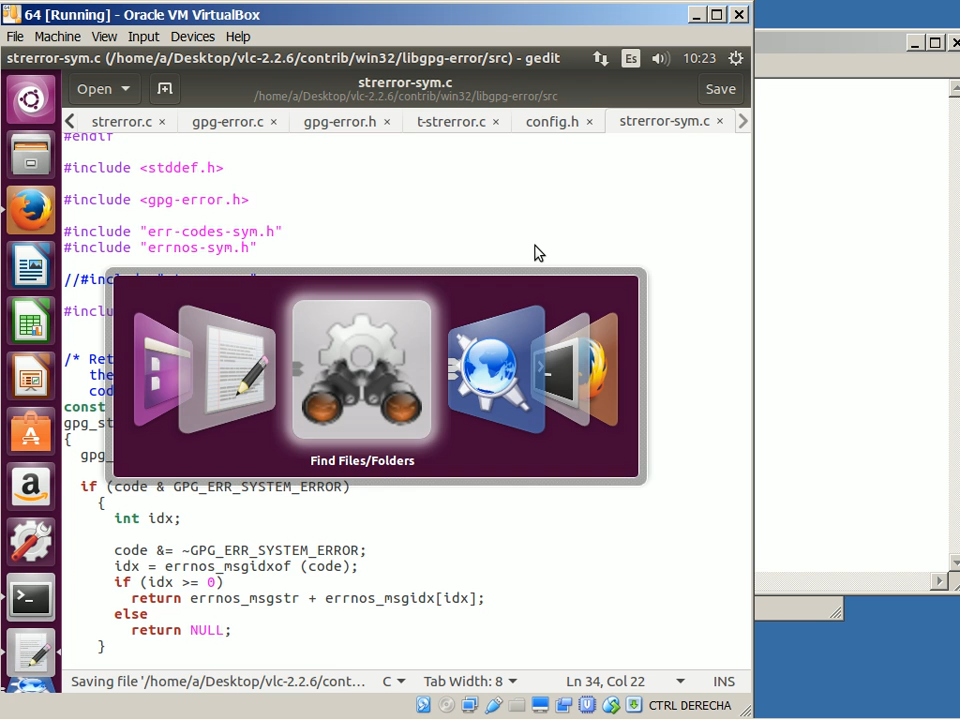 64 [Running] - Oracle VM VirtualBox
File Machine View Input Devices Help
strerror-sym.c (/home/a/Desktop/vlc-2.2.6/contrib/win32/libgpg-error/src) - gedit
Es
10:23
Open
strerror-sym.c
/home/a/Desktop/vlc-2.2.6/contrib/win32/libgpg-error/src
Save
strerror.c × gpg-error.c × gpg-error.h × t-strerror.c × config.h × strerror-sym.c ×
#endif
#include <stddef.h>
#include <gpg-error.h>
#include "err-codes-sym.h"
#include "errnos-sym.h"
//#inc
#inclu
/* Ret
the
cod
const
gpg_st
{
gpg_
Find Files/Folders
if (code & GPG_ERR_SYSTEM_ERROR)
{
int idx;
code &= ~GPG_ERR_SYSTEM_ERROR;
idx = errnos_msgidxof (code);
if (idx >= 0)
return errnos_msgstr + errnos_msgidx[idx];
else
return NULL;
}
Saving file '/home/a/Desktop/vlc-2.2.6/cont... C Tab Width: 8 Ln 34, Col 22 INS
CTRL DERECHA